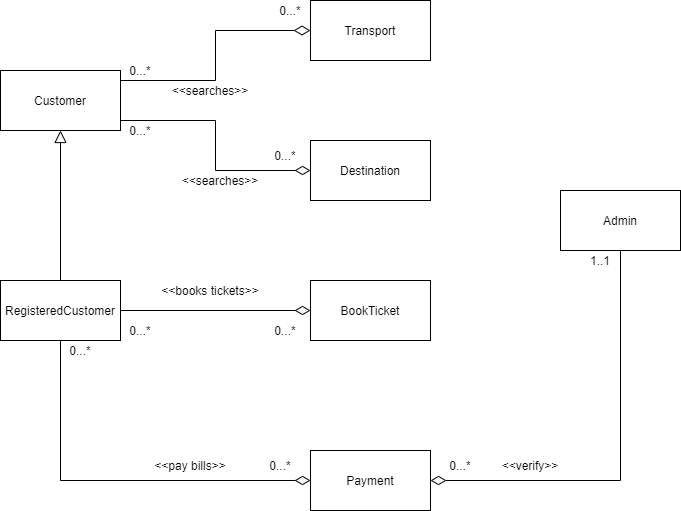 0...*
Transport
0...*
<<searches>>
Customer
0...*
0...*
Destination
<<searches>>
Admin
1..1
<<books tickets>>
RegisteredCustomer
BookTicket
0...*
0...*
0...*
<<pay bills>>
0...*
0...*
<<verify>>
Payment